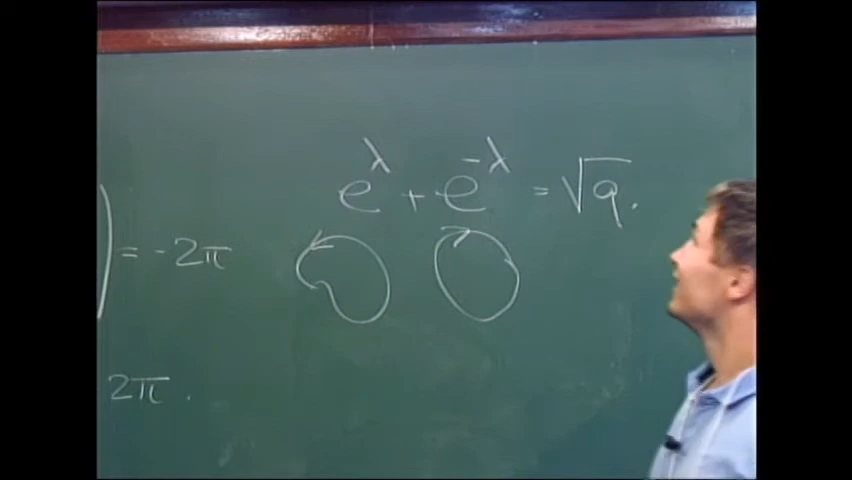 e^λ + e^-λ = √q.
) = -2π
2π.